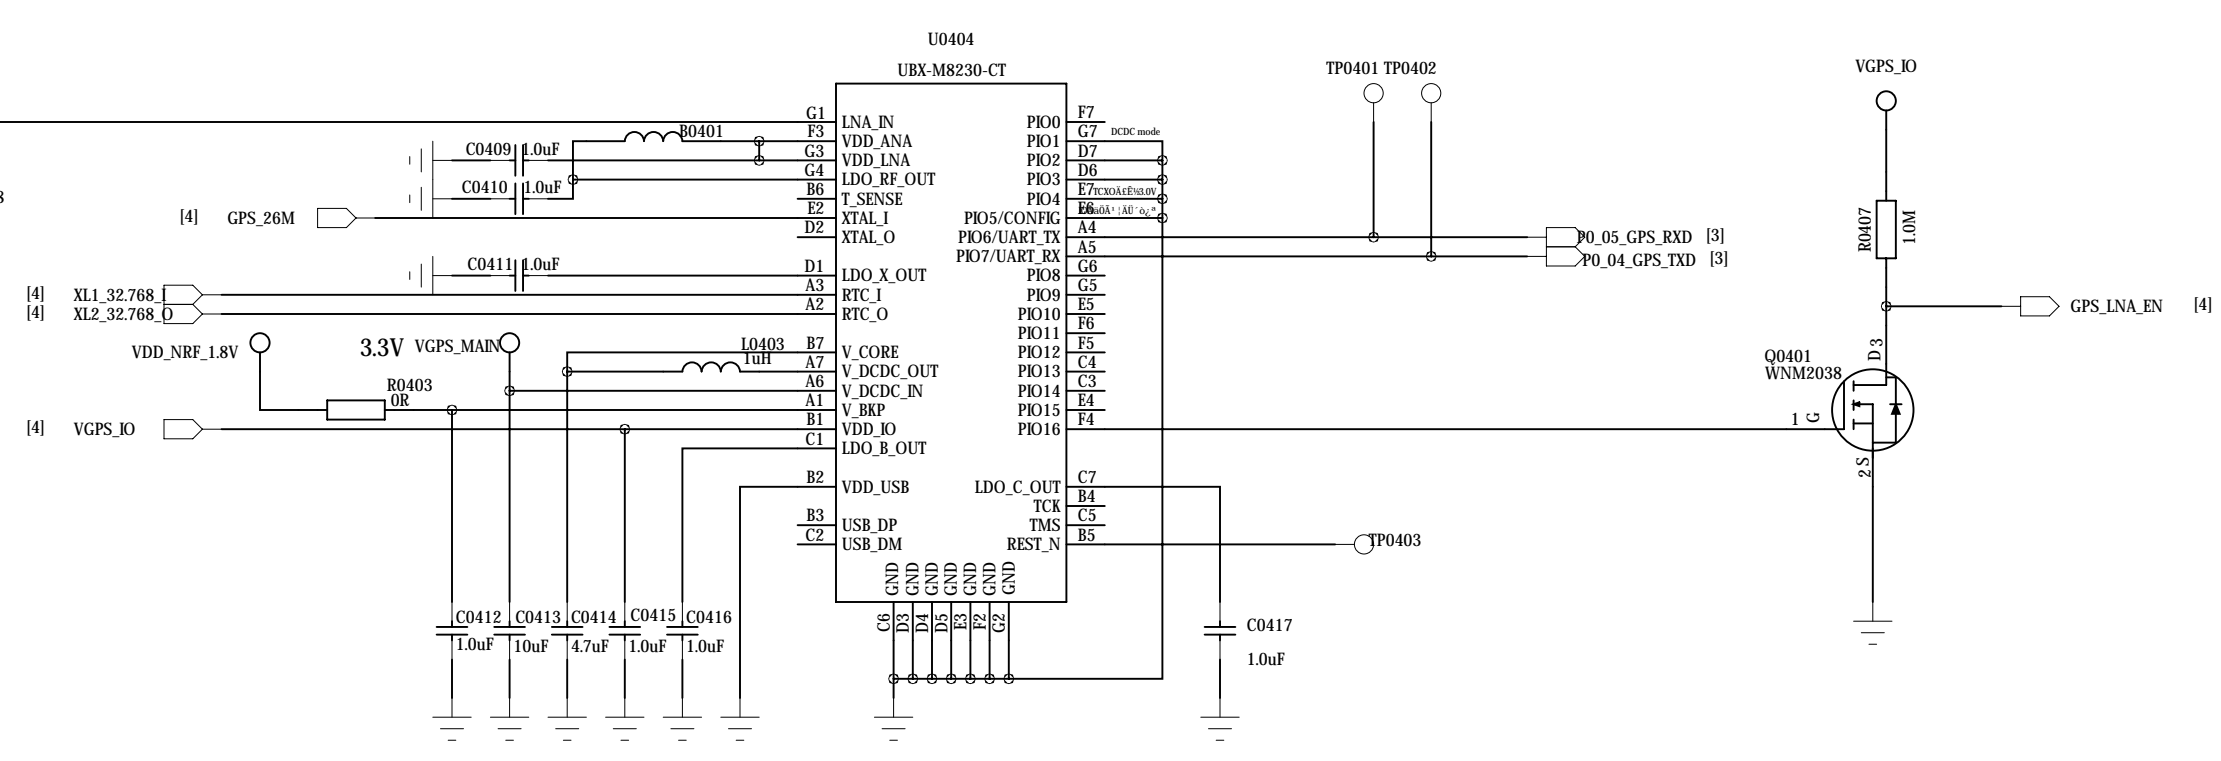 U0404
UBX-M8230-CT
TP0401 TP0402
VGPS_IO
G1 LNA_IN
F3 VDD_ANA
G3 VDD_LNA
G4 LDO_RF_OUT
B6 T_SENSE
E2 XTAL_I
D2 XTAL_O
D1 LDO_X_OUT
A3 RTC_I
A2 RTC_O
B7 V_CORE
A7 V_DCDC_OUT
A6 V_DCDC_IN
A1 V_BKP
B1 VDD_IO
C1 LDO_B_OUT
B2 VDD_USB
B3 USB_DP
C2 USB_DM
PIO0 F7
PIO1 G7 DCDC mode
PIO2 D7
PIO3 D6
PIO4 E7
PIO5/CONFIG
PIO6/UART_TX A4
PIO7/UART_RX A5
PIO8 G6
PIO9 G5
PIO10 E5
PIO11 F6
PIO12 F5
PIO13 C4
PIO14 C3
PIO15 E4
PIO16 F4
LDO_C_OUT C7
TCK B4
TMS C5
REST_N B5
GND GND GND GND GND GND GND
C6 D3 D4 D5 E3 F2 G2
B0401
C0409 1.0uF
C0410 1.0uF
[4] GPS_26M
C0411 1.0uF
[4] XL1_32.768_I
[4] XL2_32.768_O
VDD_NRF_1.8V
3.3V VGPS_MAIN
L0403
1uH
R0403
0R
[4] VGPS_IO
C0412
1.0uF
C0413
10uF
C0414
4.7uF
C0415
1.0uF
C0416
1.0uF
C0417
1.0uF
TP0403
P0_05_GPS_RXD [3]
P0_04_GPS_TXD [3]
R0407
1.0M
GPS_LNA_EN [4]
D 3
Q0401
WNM2038
1 G
2 S